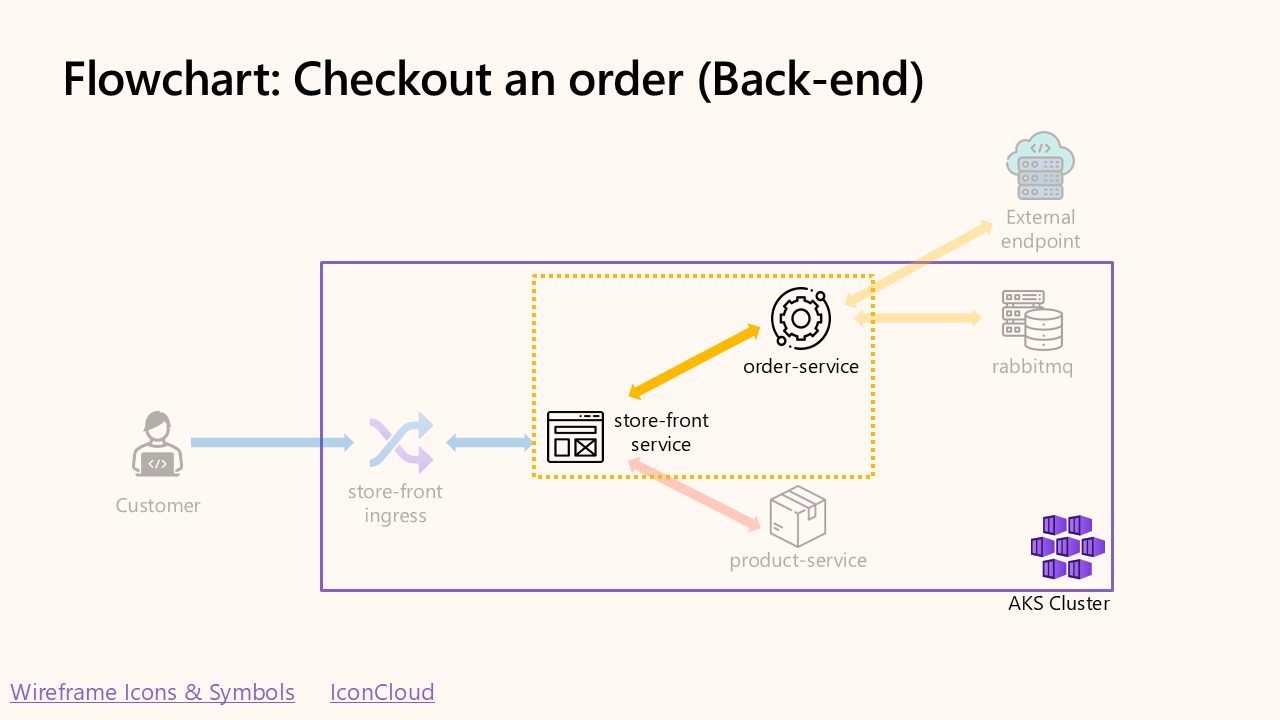 Flowchart: Checkout an order (Back-end)
External
endpoint
order-service
rabbitmq
store-front
service
Customer
store-front
ingress
product-service
AKS Cluster
Wireframe Icons & Symbols
IconCloud